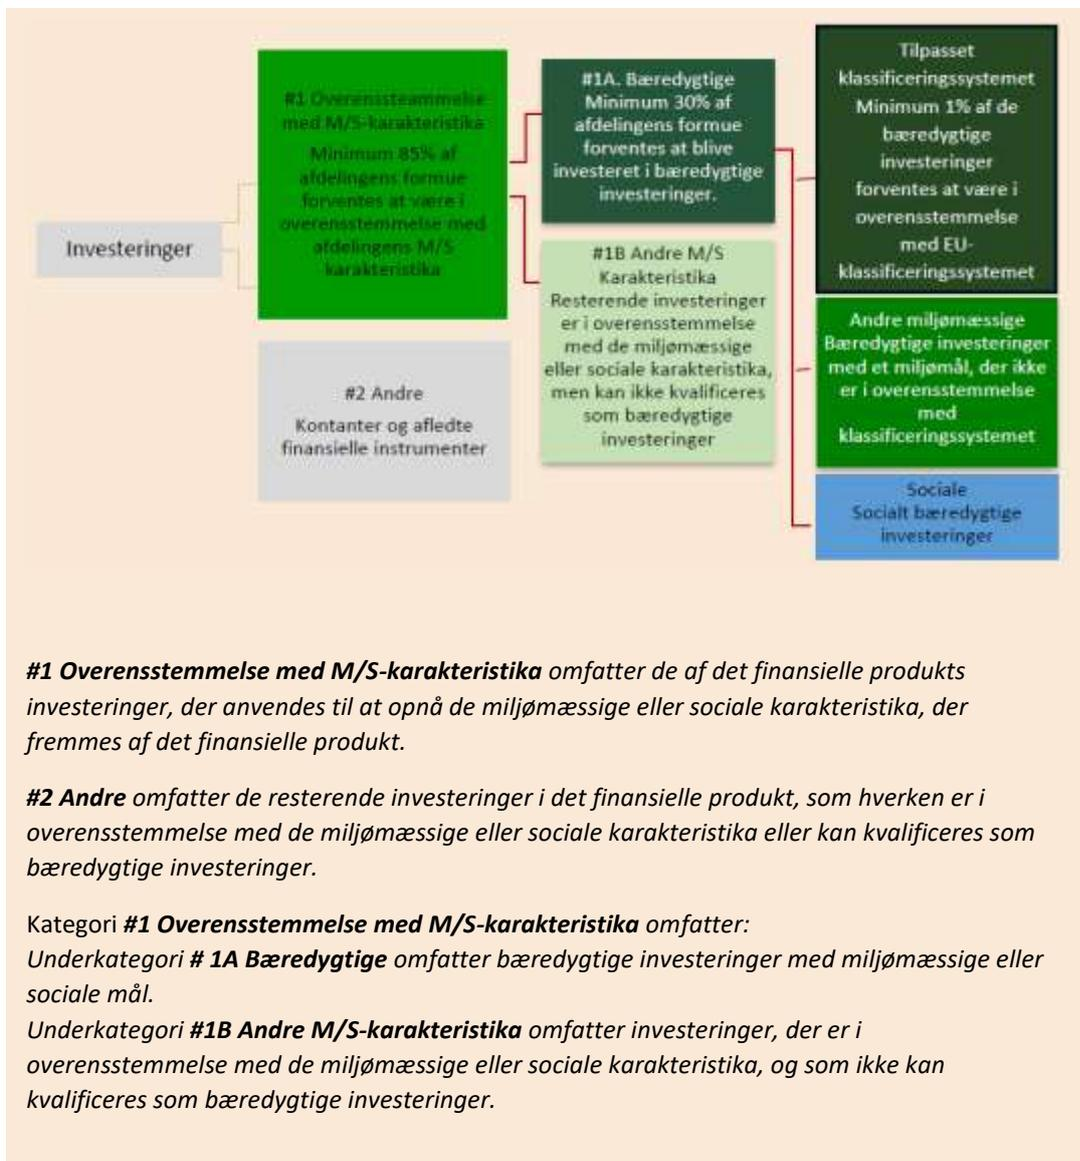 Investeringer
#1 Overenssteammelse
med M/S-karakteristika
Minimum 85% af
afdelingens formue
forventes at være i
overensstemmelse med
afdelingens M/S
karakteristika
#2 Andre
Kontanter og afledte
finansielle instrumenter
#1A. Bæredygtige
Minimum 30% af
afdelingens formue
forventes at blive
investeret i bæredygtige
investeringer.
#1B Andre M/S
Karakteristika
Resterende investeringer
er i overensstemmelse
med de miljømæssige
eller sociale karakteristika,
men kan ikke kvalificeres
som bæredygtige
investeringer
Tilpasset
klassificeringssystemet
Minimum 1% af de
bæredygtige
investeringer
forventes at være i
overensstemmelse
med EU-
klassificeringssystemet
Andre miljømæssige
Bæredygtige investeringer
med et miljømål, der ikke
er i overensstemmelse
med
klassificeringssystemet
Sociale
Socialt bæredygtige
investeringer
#1 Overensstemmelse med M/S-karakteristika omfatter de af det finansielle produkts
investeringer, der anvendes til at opnå de miljømæssige eller sociale karakteristika, der
fremmes af det finansielle produkt.
#2 Andre omfatter de resterende investeringer i det finansielle produkt, som hverken er i
overensstemmelse med de miljømæssige eller sociale karakteristika eller kan kvalificeres som
bæredygtige investeringer.
Kategori #1 Overensstemmelse med M/S-karakteristika omfatter:
Underkategori # 1A Bæredygtige omfatter bæredygtige investeringer med miljømæssige eller
sociale mål.
Underkategori #1B Andre M/S-karakteristika omfatter investeringer, der er i
overensstemmelse med de miljømæssige eller sociale karakteristika, og som ikke kan
kvalificeres som bæredygtige investeringer.